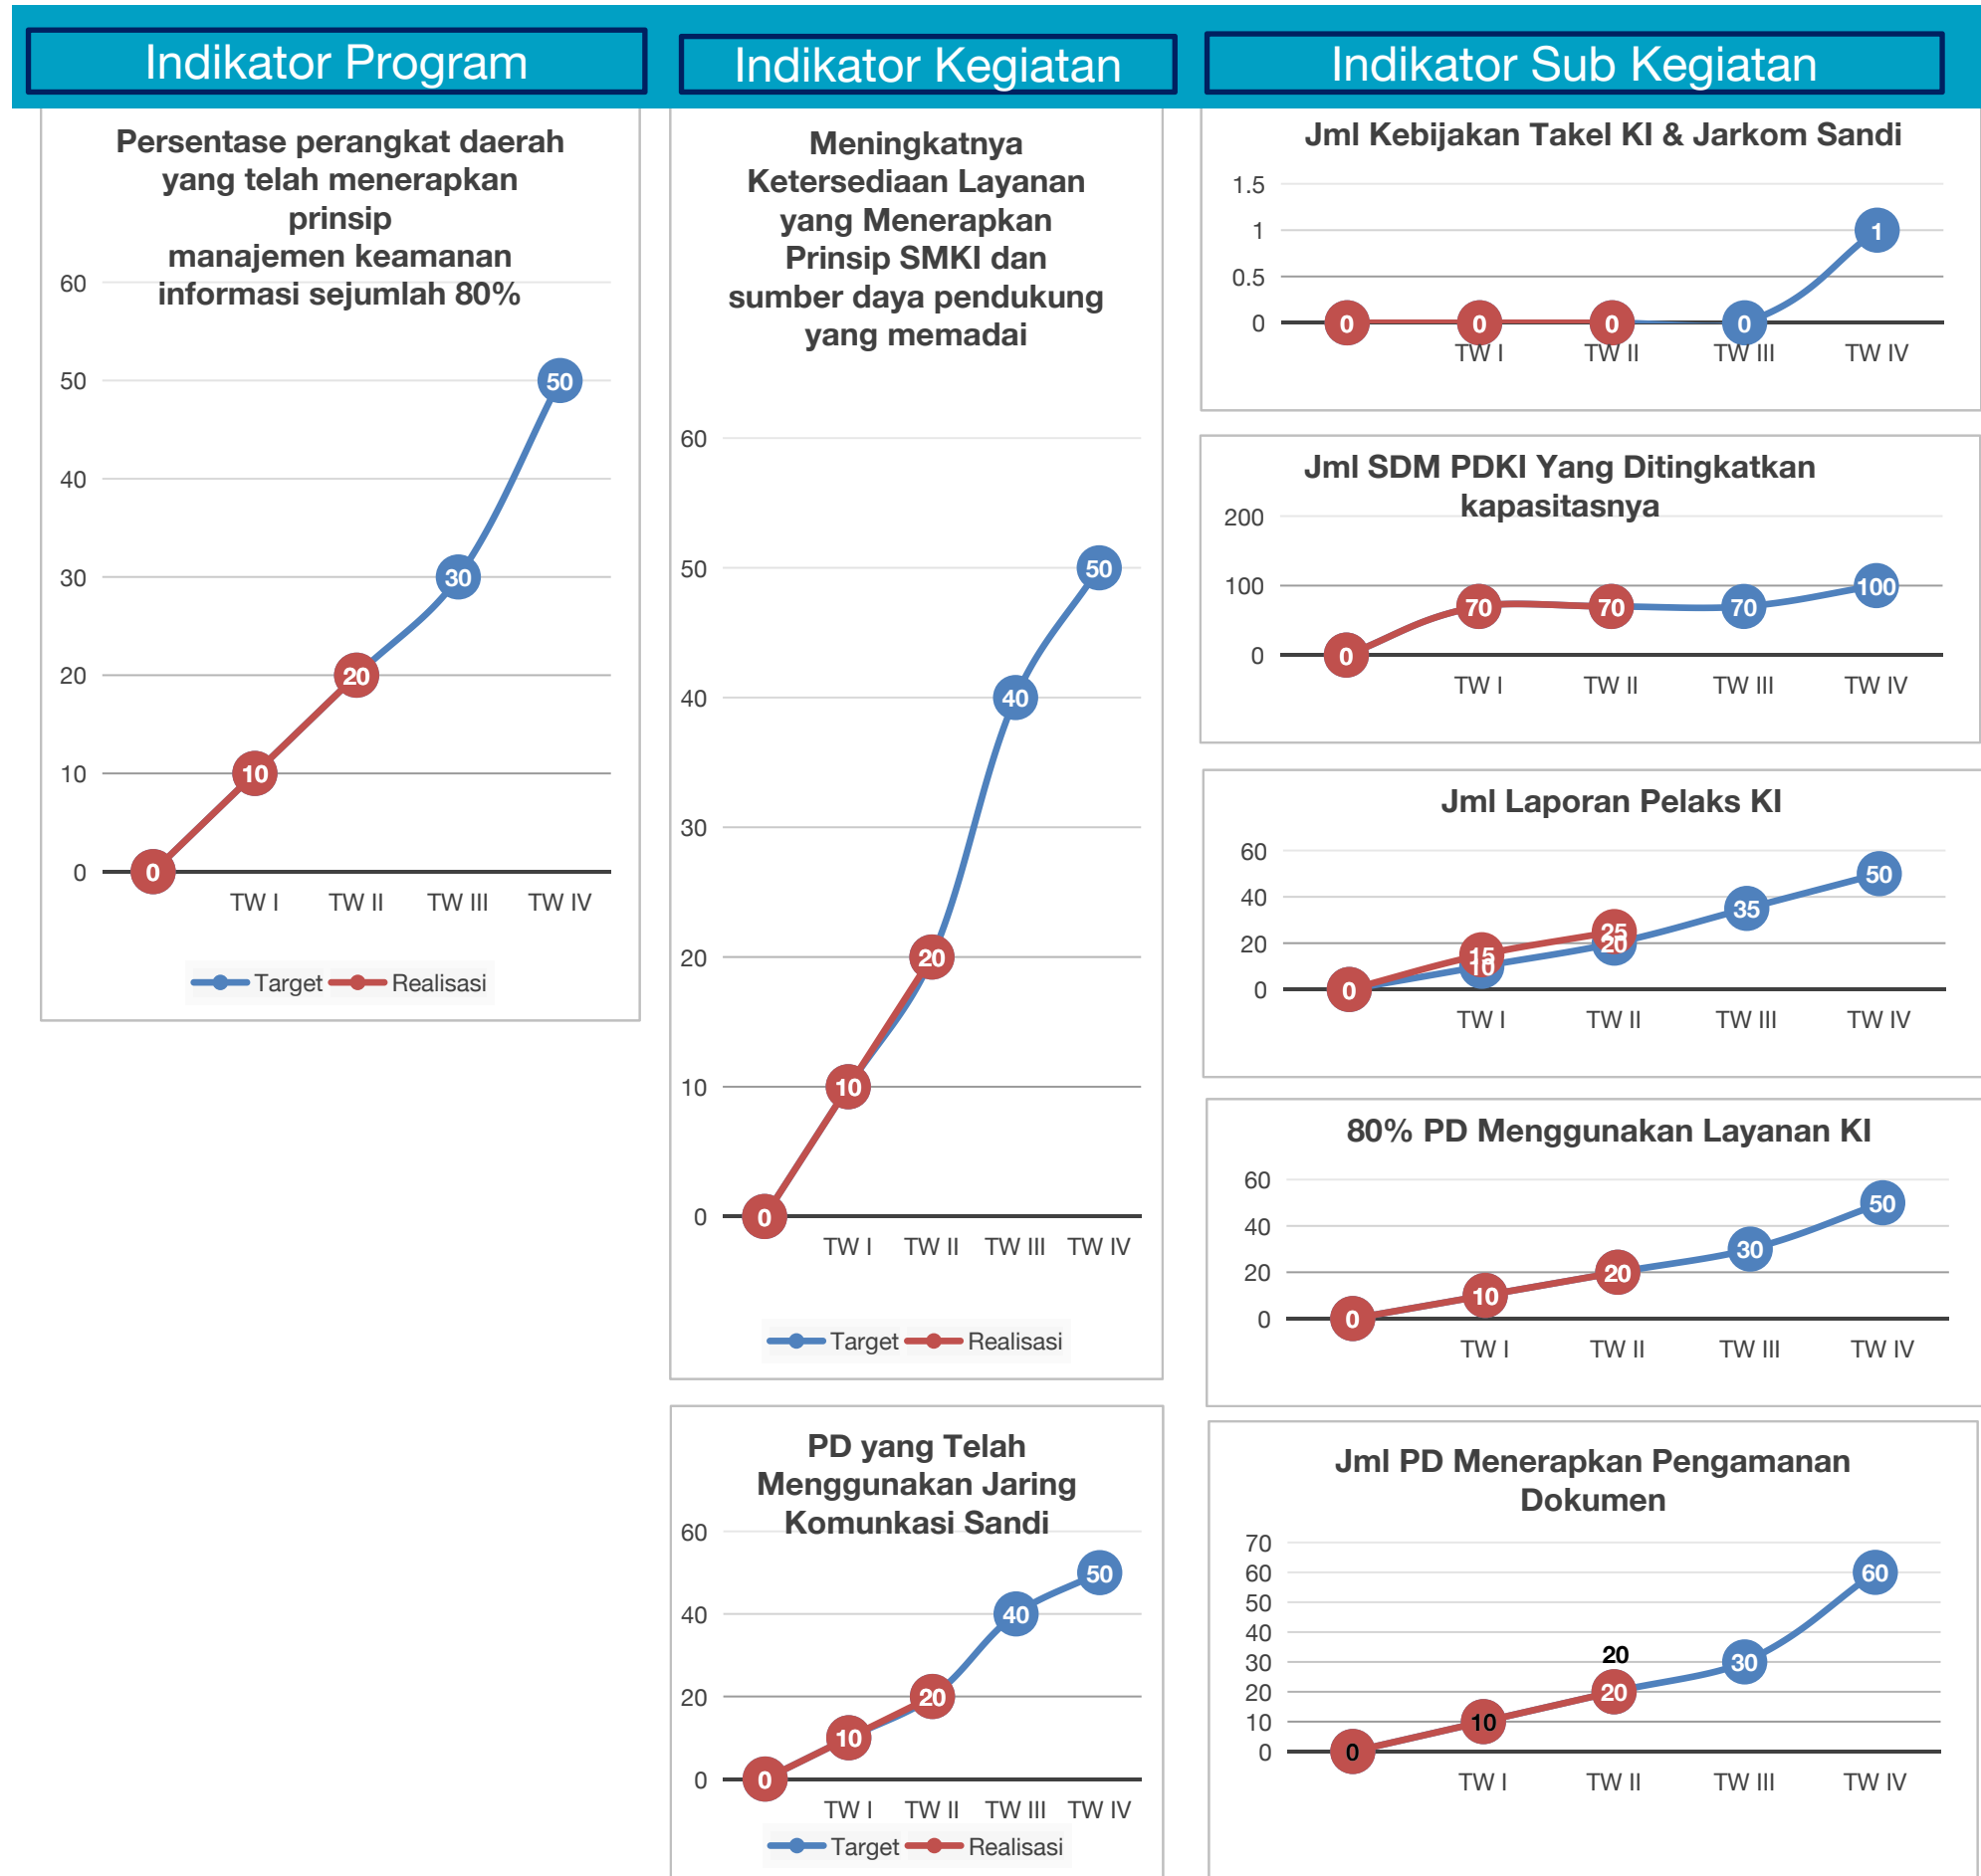 Indikator Program
Indikator Kegiatan
Indikator Sub Kegiatan
Persentase perangkat daerah
yang telah menerapkan
prinsip
manajemen keamanan
informasi sejumlah 80%
60
50
40
30
20
10
0
0
10
20
30
50
TW I
TW II
TW III
TW IV
Target
Realisasi
Meningkatnya
Ketersediaan Layanan
yang Menerapkan
Prinsip SMKI dan
sumber daya pendukung
yang memadai
60
50
40
30
20
10
0
0
10
20
40
50
TW I
TW II
TW III
TW IV
Target
Realisasi
PD yang Telah
Menggunakan Jaring
Komunkasi Sandi
60
40
20
0
0
10
20
40
50
TW I
TW II
TW III
TW IV
Target
Realisasi
Jml Kebijakan Takel KI & Jarkom Sandi
1.5
1
0.5
0
0
0
0
0
1
TW I
TW II
TW III
TW IV
Jml SDM PDKI Yang Ditingkatkan
kapasitasnya
200
100
0
0
70
70
70
100
TW I
TW II
TW III
TW IV
Jml Laporan Pelaks KI
60
40
20
0
0
15
10
25
20
35
50
TW I
TW II
TW III
TW IV
80% PD Menggunakan Layanan KI
60
40
20
0
0
10
20
30
50
TW I
TW II
TW III
TW IV
Jml PD Menerapkan Pengamanan
Dokumen
70
60
50
40
30
20
10
0
0
10
20
20
30
60
TW I
TW II
TW III
TW IV